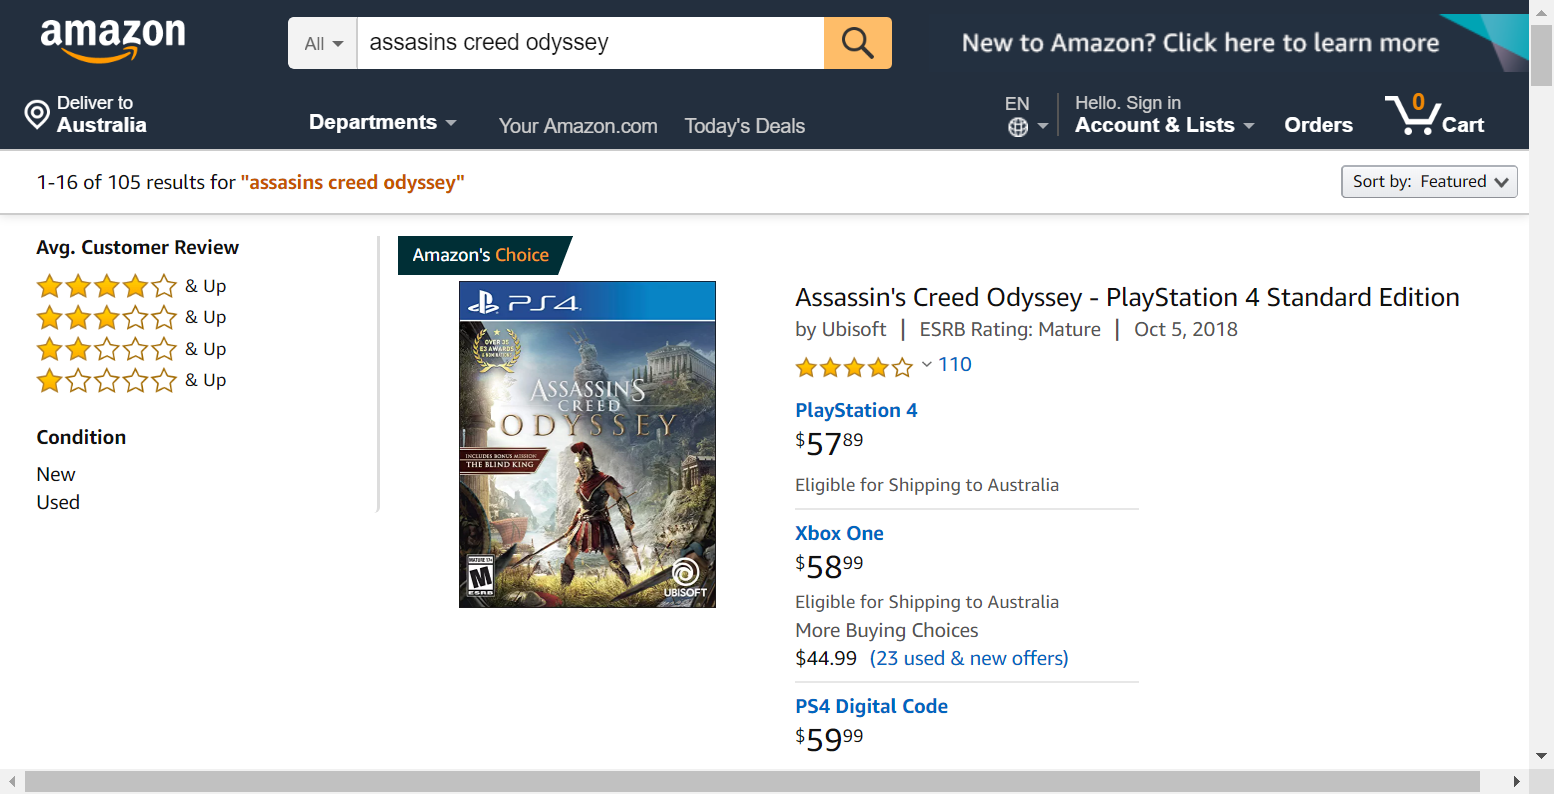 amazon
All
assasins creed odyssey
New to Amazon? Click here to learn more
Deliver to
Australia
Departments
Your Amazon.com
Today's Deals
EN
Hello. Sign in
Account & Lists
Orders
0
Cart
1-16 of 105 results for "assasins creed odyssey"
Sort by: Featured
Avg. Customer Review
& Up
& Up
& Up
& Up
Condition
New
Used
Amazon's Choice
PS4
OVER 35
E3 AWARDS
& NOMINATIONS
ASSASSIN'S
CREED
ODYSSEY
INCLUDES BONUS MISSION
THE BLIND KING
MATURE 17+
M
ESRB
UBISOFT
Assassin's Creed Odyssey - PlayStation 4 Standard Edition
by Ubisoft | ESRB Rating: Mature | Oct 5, 2018
110
PlayStation 4
$5789
Eligible for Shipping to Australia
Xbox One
$5899
Eligible for Shipping to Australia
More Buying Choices
$44.99 (23 used & new offers)
PS4 Digital Code
$5999